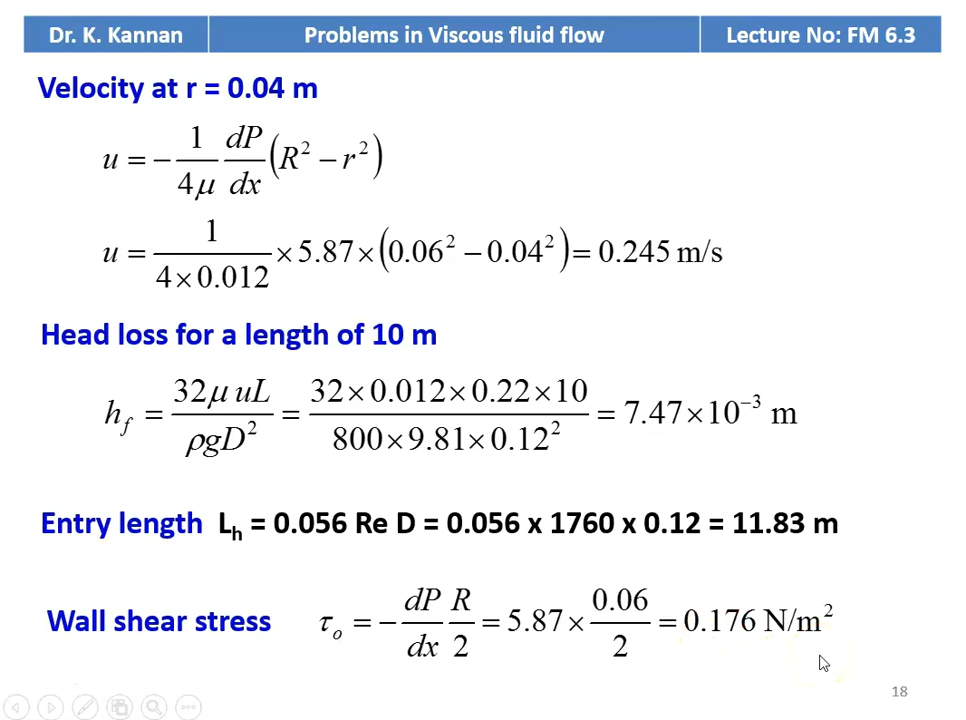 Dr. K. Kannan Problems in Viscous fluid flow Lecture No: FM 6.3
Velocity at r = 0.04 m
u = − 1/(4μ) dP/dx (R² − r²)
u = 1/(4×0.012) × 5.87 × (0.06² − 0.04²) = 0.245 m/s
Head loss for a length of 10 m
h_f = 32μ uL/(ρgD²) = (32×0.012×0.22×10)/(800×9.81×0.12²) = 7.47×10⁻³ m
Entry length L_h = 0.056 Re D = 0.056 x 1760 x 0.12 = 11.83 m
Wall shear stress τ_o = − dP/dx R/2 = 5.87 × 0.06/2 = 0.176 N/m²
18